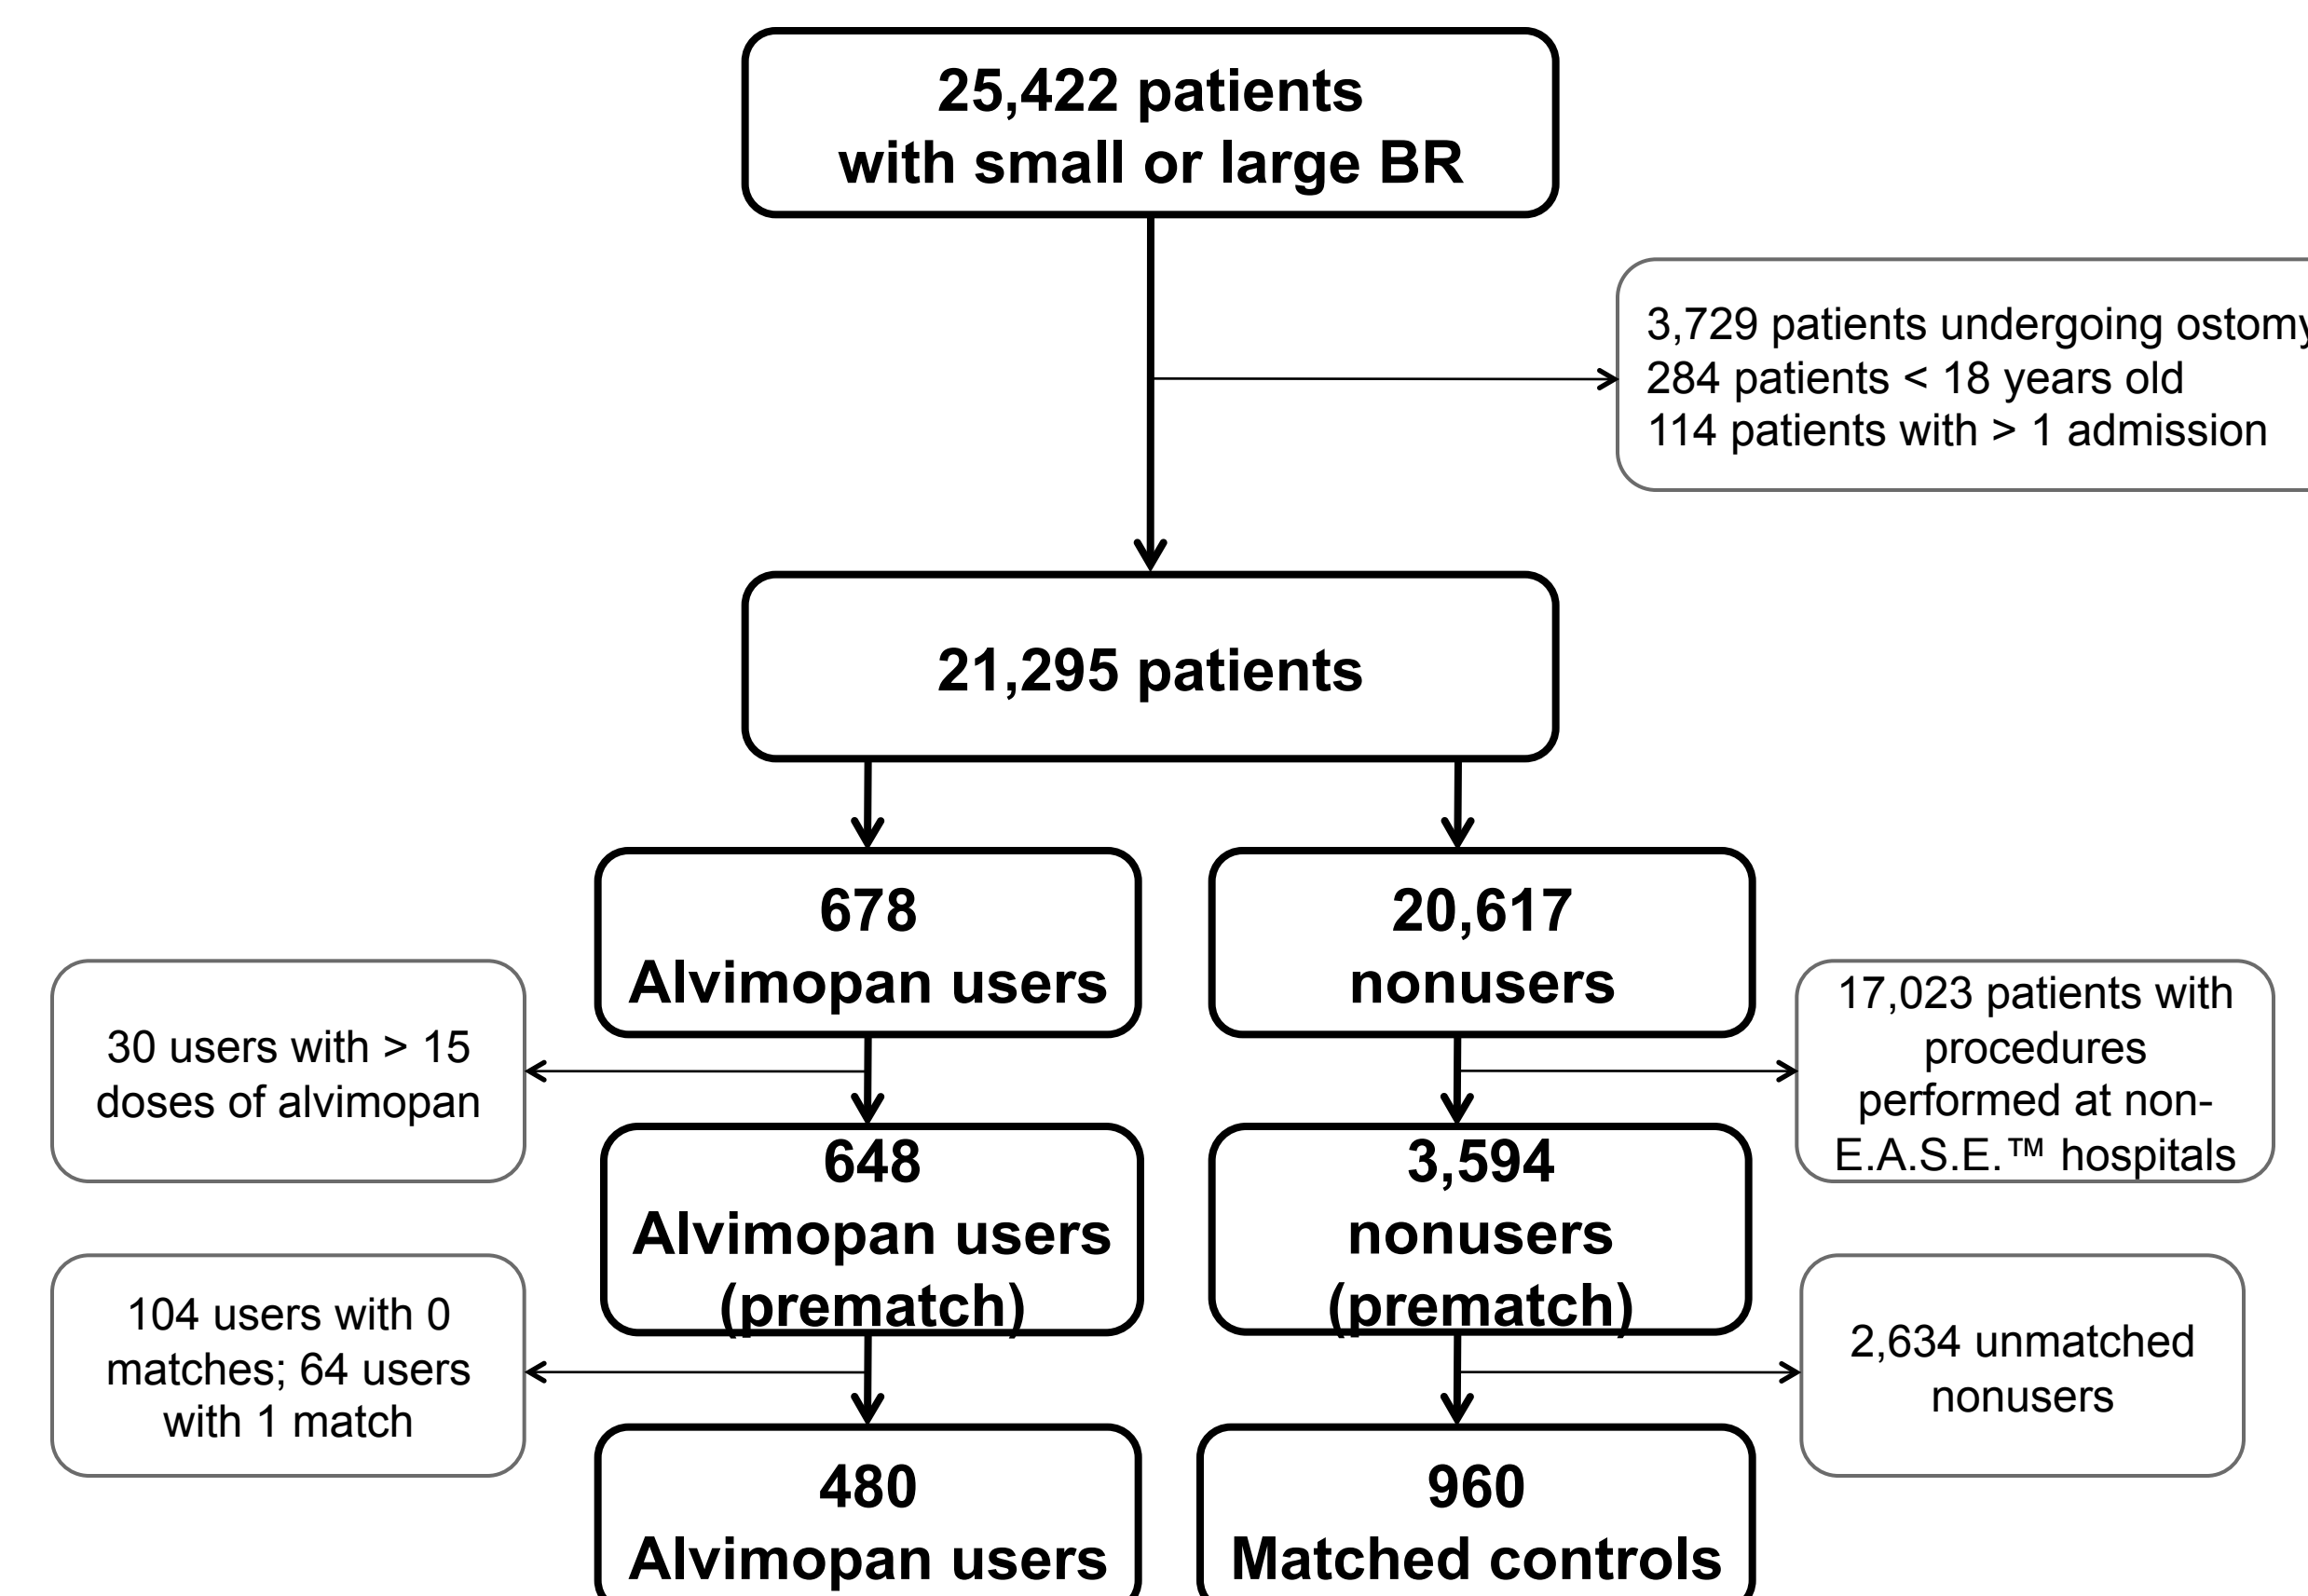 25,422 patients
with small or large BR
3,729 patients undergoing ostomy
284 patients < 18 years old
114 patients with > 1 admission
21,295 patients
678
Alvimopan users
20,617
nonusers
30 users with > 15
doses of alvimopan
17,023 patients with
procedures
performed at non-
E.A.S.E.™ hospitals
648
Alvimopan users
(prematch)
3,594
nonusers
(prematch)
104 users with 0
matches; 64 users
with 1 match
2,634 unmatched
nonusers
480
Alvimopan users
960
Matched controls